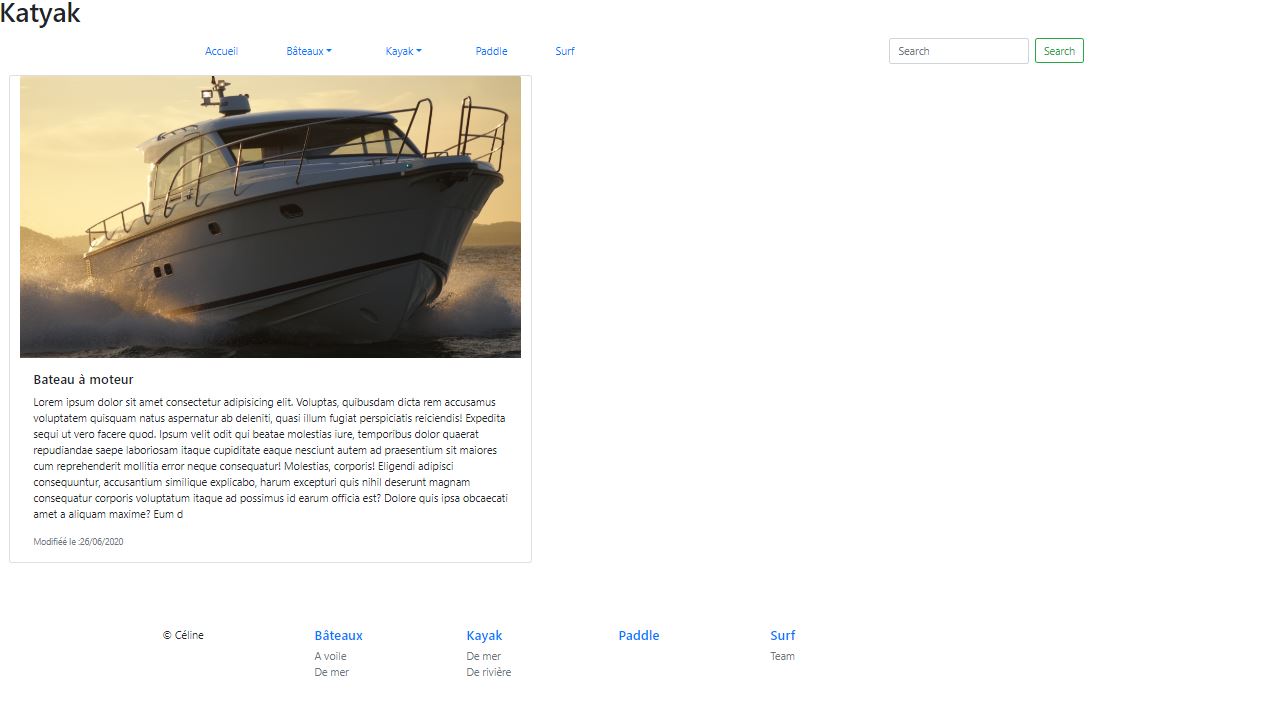 Katyak
Accueil Bâteaux Kayak Paddle Surf Search Search
Bateau à moteur
Lorem ipsum dolor sit amet consectetur adipisicing elit. Voluptas, quibusdam dicta rem accusamus
voluptatem quisquam natus aspernatur ab deleniti, quasi illum fugiat perspiciatis reiciendis! Expedita
sequi ut vero facere quod. Ipsum velit odit qui beatae molestias iure, temporibus dolor quaerat
repudiandae saepe laboriosam itaque cupiditate eaque nesciunt autem ad praesentium sit maiores
cum reprehenderit mollitia error neque consequatur! Molestias, corporis! Eligendi adipisci
consequuntur, accusantium similique explicabo, harum excepturi quis nihil deserunt magnam
consequatur corporis voluptatum itaque ad possimus id earum officia est? Dolore quis ipsa obcaecati
amet a aliquam maxime? Eum d
Modifiéé le :26/06/2020
© Céline Bâteaux Kayak Paddle Surf
A voile De mer Team
De mer De rivière